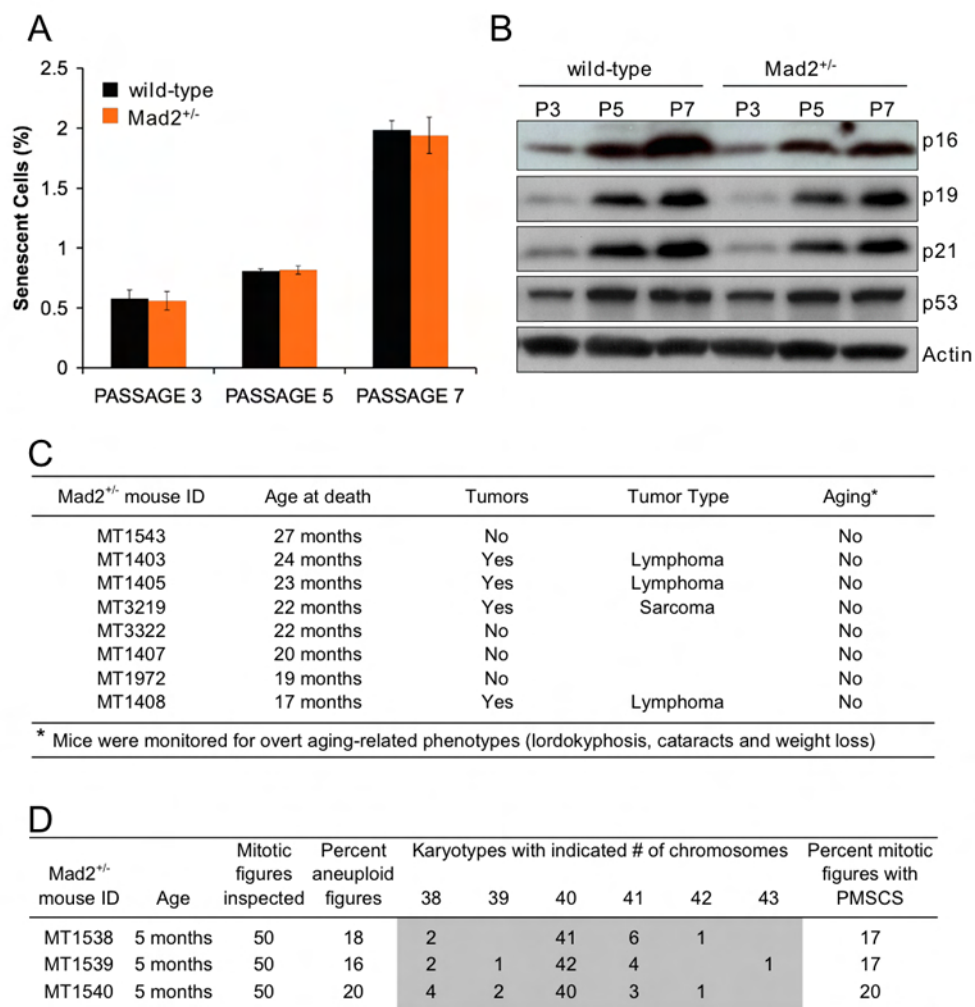 A
2.5
2
1.5
1
0.5
0
Senescent Cells (%)
wild-type
Mad2+/-
PASSAGE 3 PASSAGE 5 PASSAGE 7
B
wild-type Mad2+/-
P3 P5 P7 P3 P5 P7
p16
p19
p21
p53
Actin
C
Mad2+/- mouse ID Age at death Tumors Tumor Type Aging*
MT1543 27 months No No
MT1403 24 months Yes Lymphoma No
MT1405 23 months Yes Lymphoma No
MT3219 22 months Yes Sarcoma No
MT3322 22 months No No
MT1407 20 months No No
MT1972 19 months No No
MT1408 17 months Yes Lymphoma No
* Mice were monitored for overt aging-related phenotypes (lordokyphosis, cataracts and weight loss)
D
Mitotic Percent Karyotypes with indicated # of chromosomes Percent mitotic
Mad2+/- figures aneuploid figures with
mouse ID Age inspected figures 38 39 40 41 42 43 PMSCS
MT1538 5 months 50 18 2 41 6 1 17
MT1539 5 months 50 16 2 1 42 4 1 17
MT1540 5 months 50 20 4 2 40 3 1 20